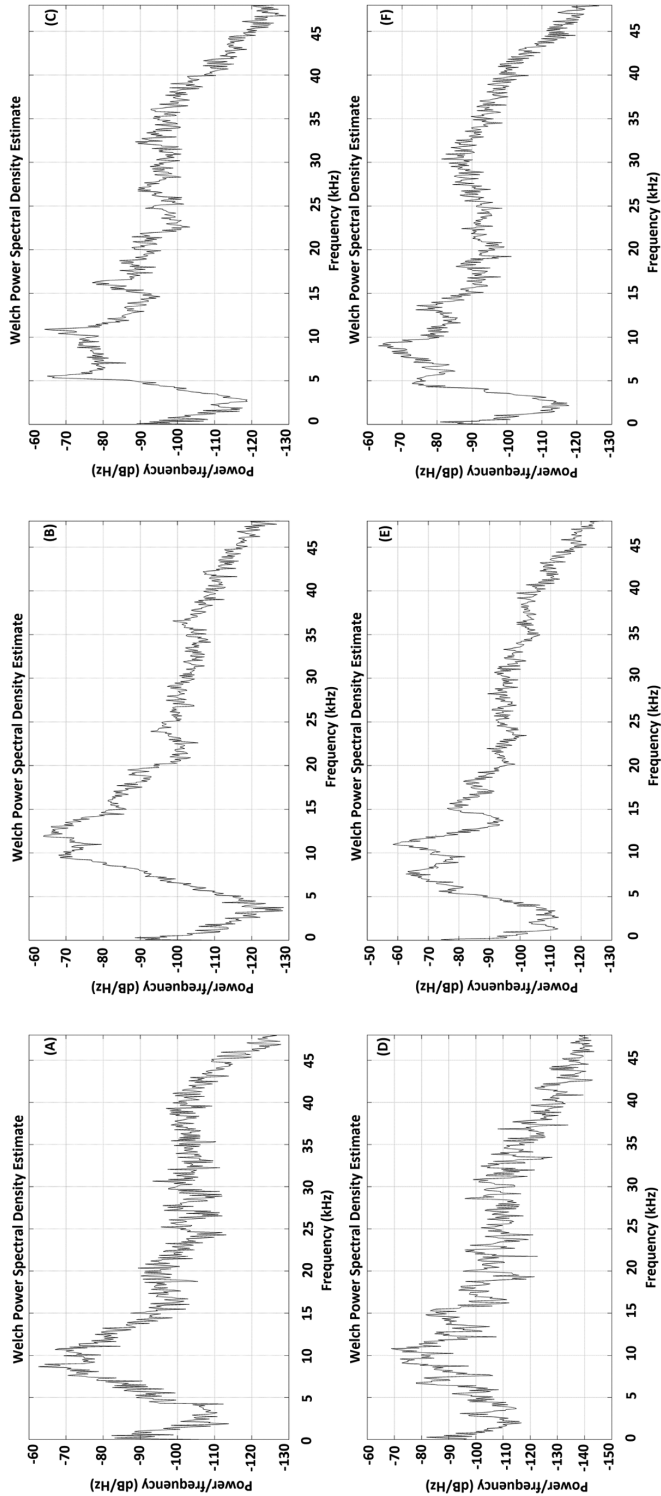 Welch Power Spectral Density Estimate
(A)
Power/frequency (dB/Hz)
-60
-70
-80
-90
-100
-110
-120
-130
0 5 10 15 20 25 30 35 40 45
Frequency (kHz)
Welch Power Spectral Density Estimate
(B)
Power/frequency (dB/Hz)
-60
-70
-80
-90
-100
-110
-120
-130
0 5 10 15 20 25 30 35 40 45
Frequency (kHz)
Welch Power Spectral Density Estimate
(C)
Power/frequency (dB/Hz)
-60
-70
-80
-90
-100
-110
-120
-130
0 5 10 15 20 25 30 35 40 45
Frequency (kHz)
Welch Power Spectral Density Estimate
(D)
Power/frequency (dB/Hz)
-70
-80
-90
-100
-110
-120
-130
-140
-150
0 5 10 15 20 25 30 35 40 45
Frequency (kHz)
Welch Power Spectral Density Estimate
(E)
Power/frequency (dB/Hz)
-50
-60
-70
-80
-90
-100
-110
-120
-130
0 5 10 15 20 25 30 35 40 45
Frequency (kHz)
Welch Power Spectral Density Estimate
(F)
Power/frequency (dB/Hz)
-60
-70
-80
-90
-100
-110
-120
-130
0 5 10 15 20 25 30 35 40 45
Frequency (kHz)